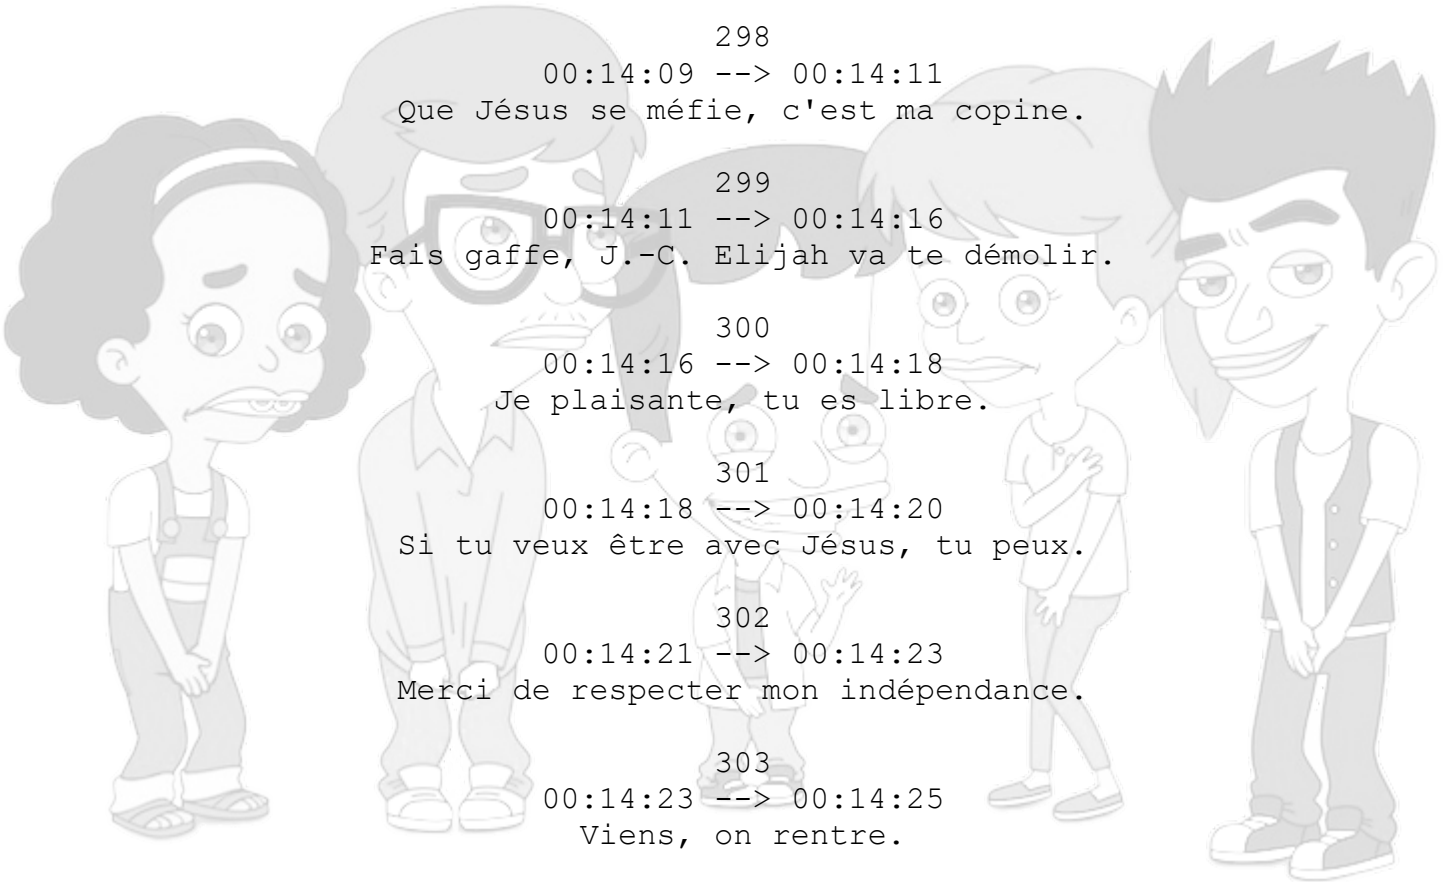 298
00:14:09 --> 00:14:11
Que Jésus se méfie, c'est ma copine.
299
00:14:11 --> 00:14:16
Fais gaffe, J.-C. Elijah va te démolir.
300
00:14:16 --> 00:14:18
Je plaisante, tu es libre.
301
00:14:18 --> 00:14:20
Si tu veux être avec Jésus, tu peux.
302
00:14:21 --> 00:14:23
Merci de respecter mon indépendance.
303
00:14:23 --> 00:14:25
Viens, on rentre.